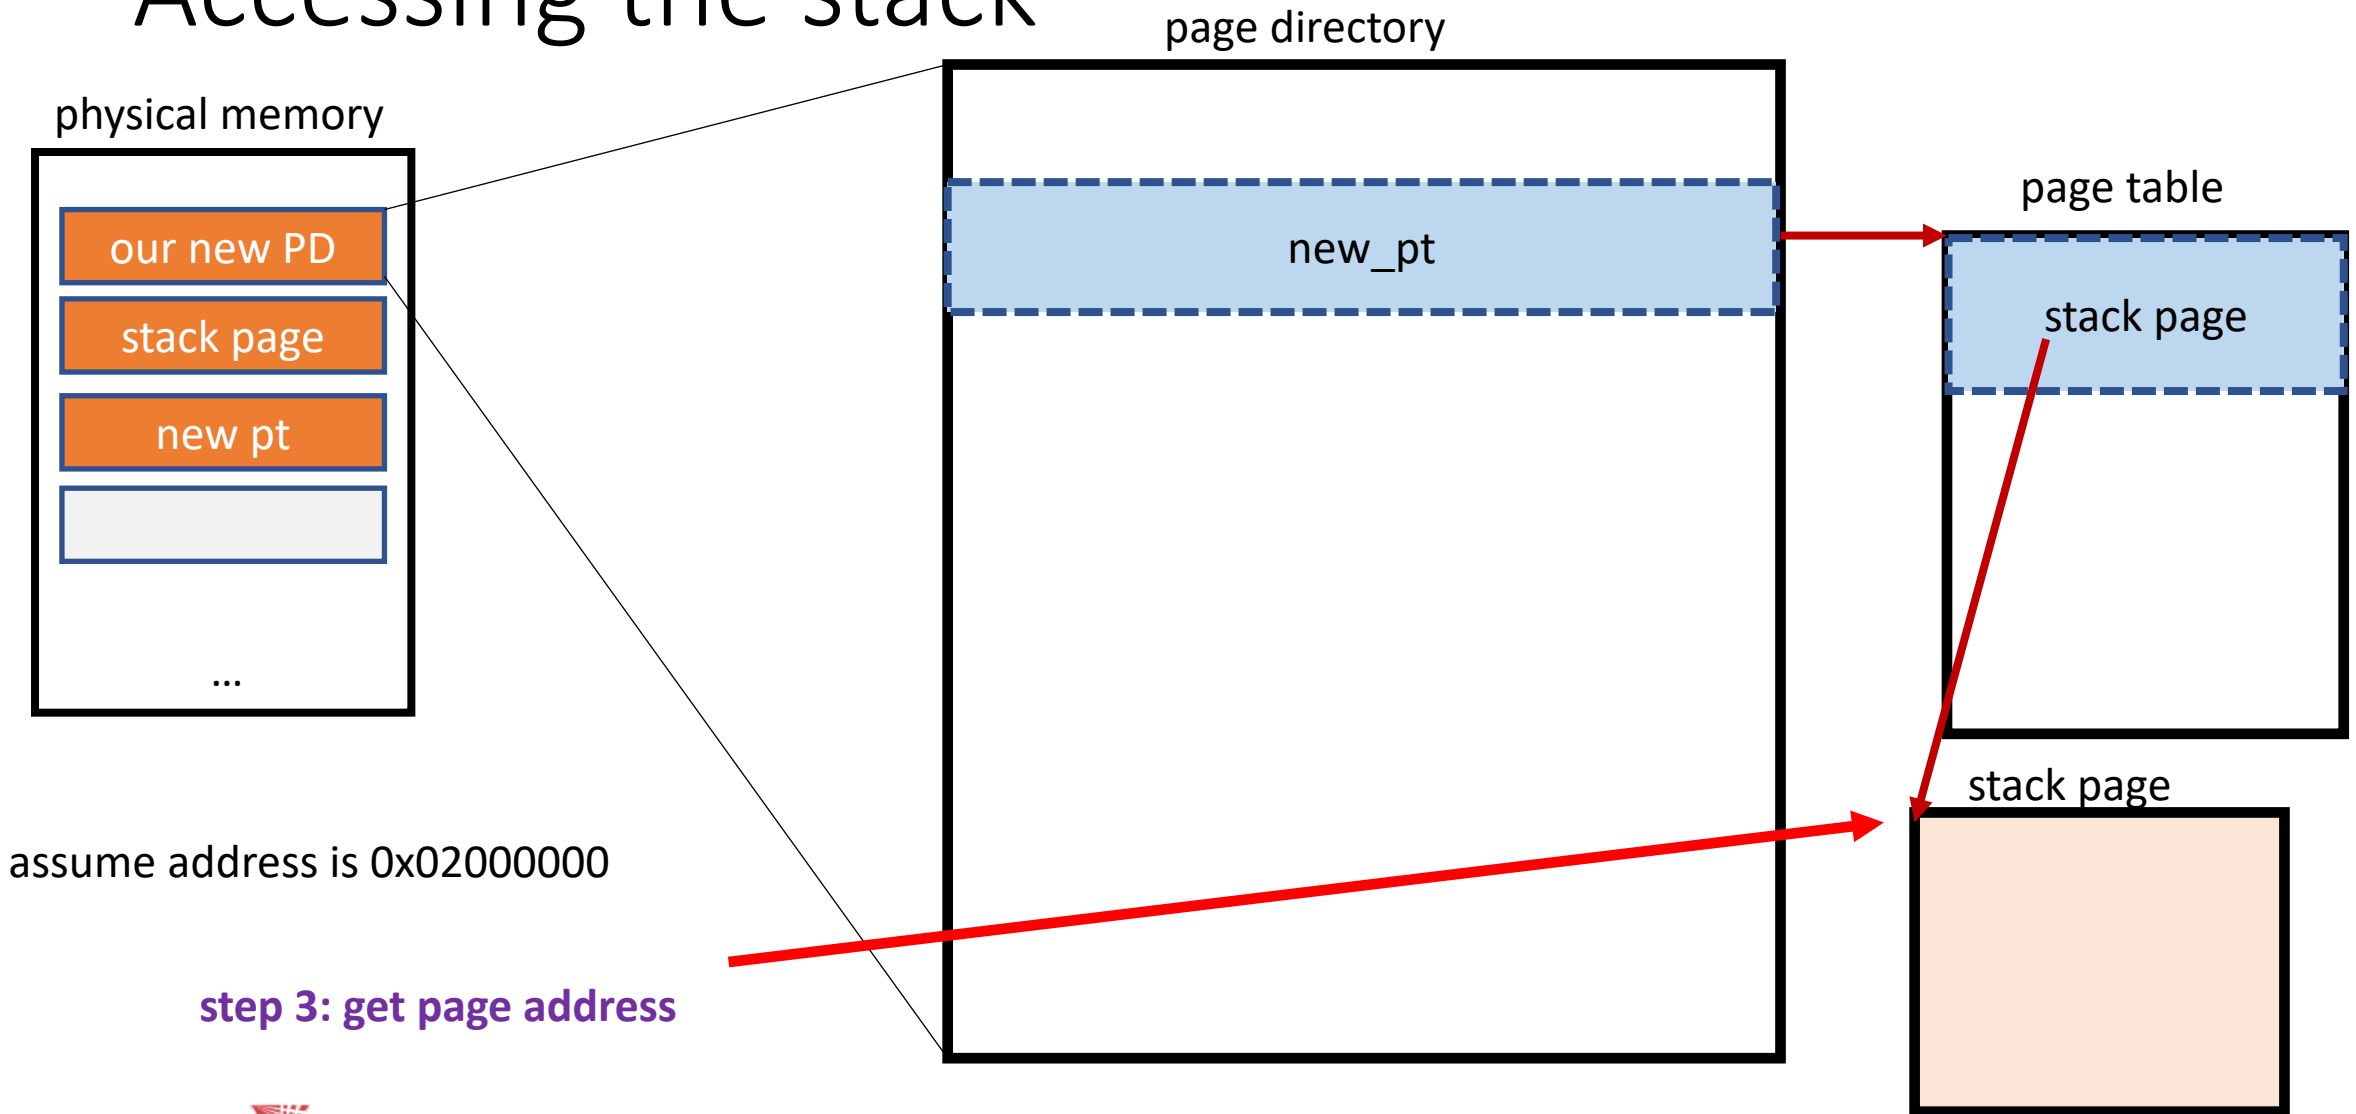 Accessing the stack
page directory
physical memory
page table
our new PD
new_pt
stack page
stack page
new pt
...
stack page
assume address is 0x02000000
step 3: get page address